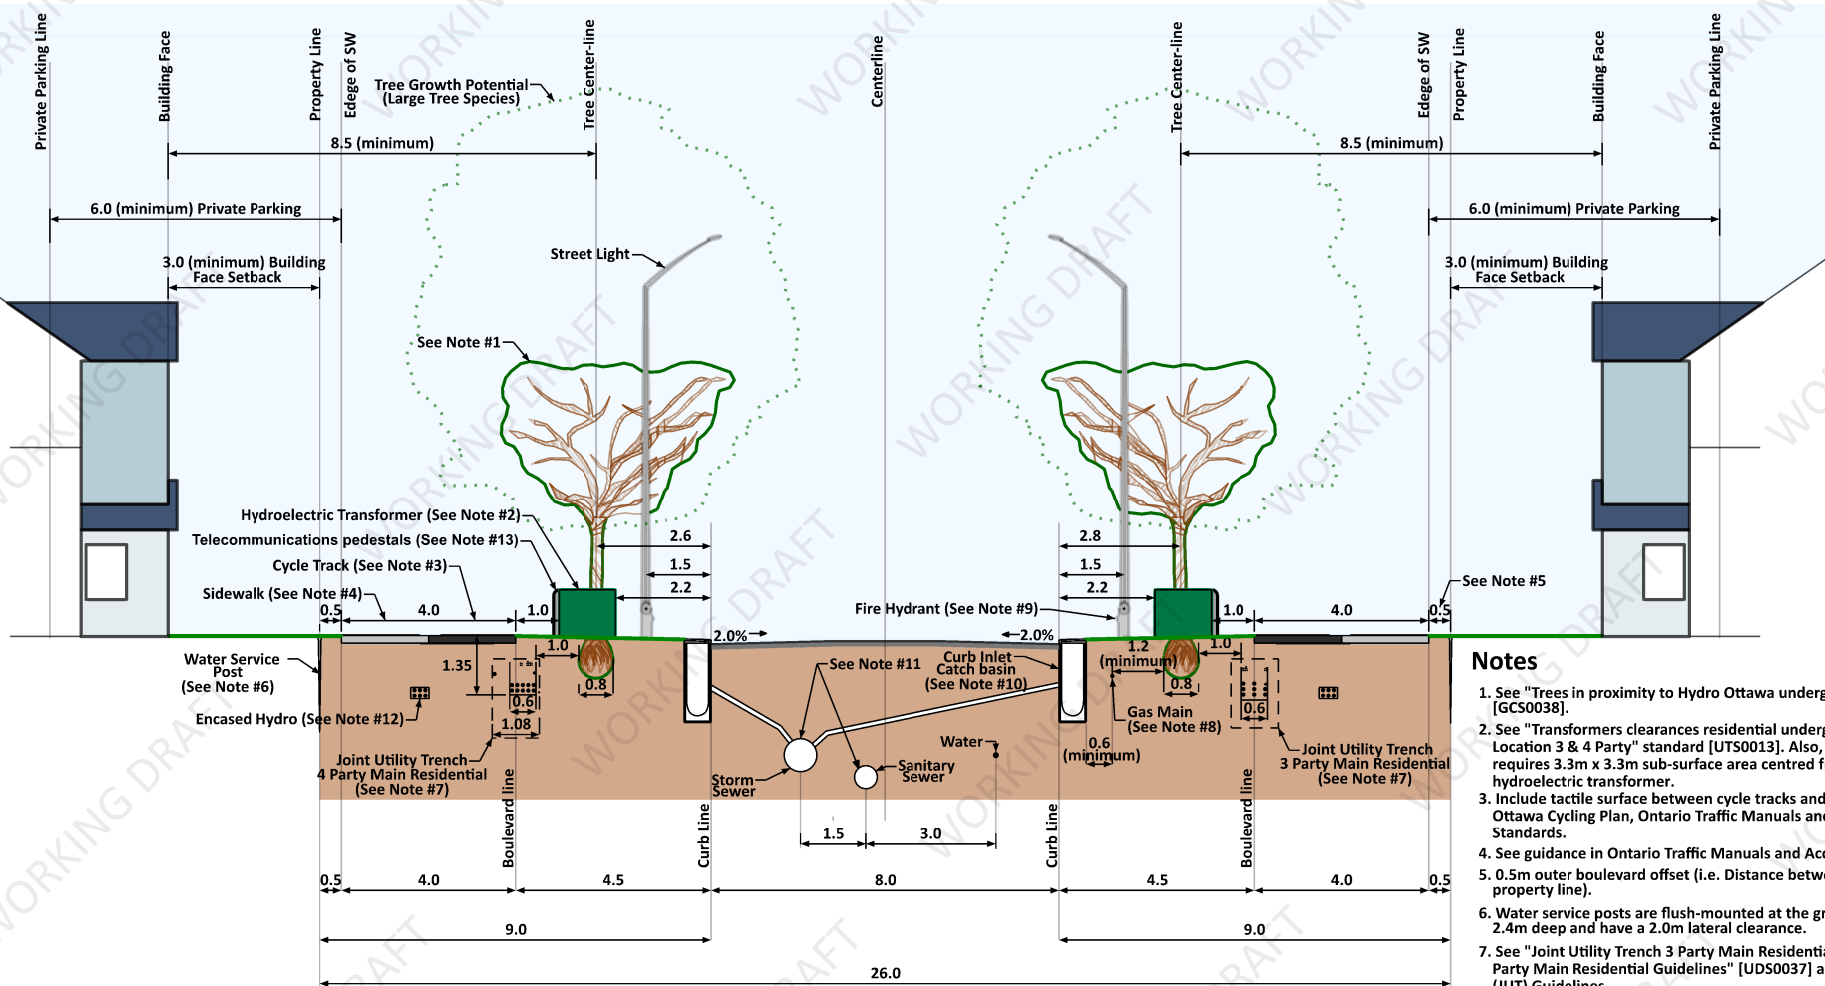 Private Parking Line
Building Face
Property Line
Edege of SW
Tree Center-line
Centerline
Tree Center-line
Edege of SW
Property Line
Building Face
Private Parking Line
Tree Growth Potential
(Large Tree Species)
8.5 (minimum)
8.5 (minimum)
6.0 (minimum) Private Parking
6.0 (minimum) Private Parking
3.0 (minimum) Building
Face Setback
3.0 (minimum) Building
Face Setback
Street Light
See Note #1
Hydroelectric Transformer (See Note #2)
Telecommunications pedestals (See Note #13)
Cycle Track (See Note #3)
Sidewalk (See Note #4)
2.6
1.5
2.2
2.8
1.5
2.2
See Note #5
Fire Hydrant (See Note #9)
0.5
4.0
1.0
1.0
4.0
0.5
2.0%
2.0%
Water Service
Post
(See Note #6)
1.35
1.0
0.8
0.6
1.08
Encased Hydro (See Note #12)
Joint Utility Trench
4 Party Main Residential
(See Note #7)
See Note #11
Curb Inlet
Catch basin
(See Note #10)
1.2
(minimum)
1.0
0.8
0.6
Gas Main
(See Note #8)
0.6
(minimum)
Water
Storm
Sewer
Sanitary
Sewer
Joint Utility Trench
3 Party Main Residential
(See Note #7)
Boulevard line
Curb Line
Curb Line
Boulevard line
1.5
3.0
0.5
4.0
4.5
8.0
4.5
4.0
0.5
9.0
9.0
26.0
Notes
1. See "Trees in proximity to Hydro Ottawa underg
[GCS0038].
2. See "Transformers clearances residential underg
Location 3 & 4 Party" standard [UTS0013]. Also,
requires 3.3m x 3.3m sub-surface area centred f
hydroelectric transformer.
3. Include tactile surface between cycle tracks and
Ottawa Cycling Plan, Ontario Traffic Manuals an
Standards.
4. See guidance in Ontario Traffic Manuals and Acc
5. 0.5m outer boulevard offset (i.e. Distance betw
property line).
6. Water service posts are flush-mounted at the gr
2.4m deep and have a 2.0m lateral clearance.
7. See "Joint Utility Trench 3 Party Main Residenti
Party Main Residential Guidelines" [UDS0037] a
(JUT) Guidelines
WORKING DRAFT
WORKING DRAFT
WORKING DRAFT
WORKING DRAFT
WORKING DRAFT
WORKING DRAFT
WORKING DRAFT